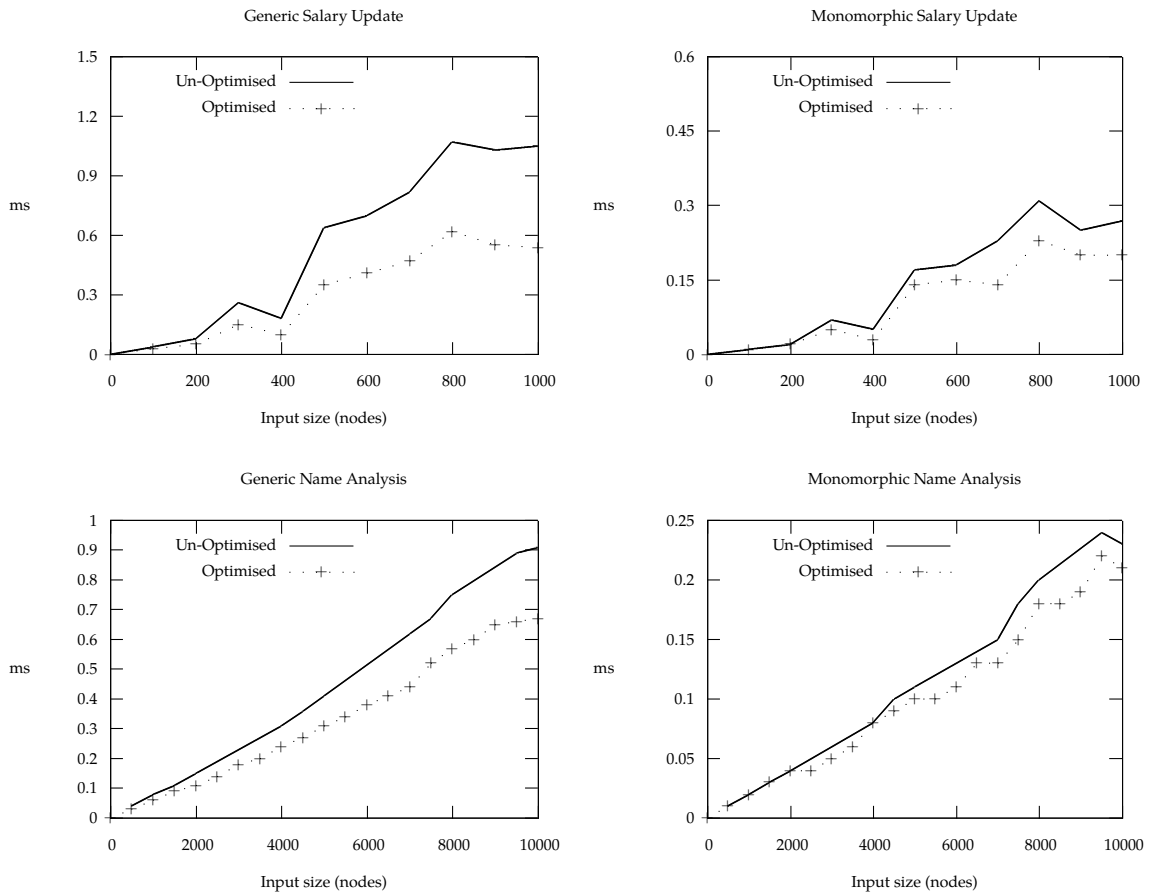 Generic Salary Update
1.5
1.2
0.9
0.6
0.3
0
ms
Un-Optimised
Optimised
0 200 400 600 800 1000
Input size (nodes)
Monomorphic Salary Update
0.6
0.45
0.3
0.15
0
ms
Un-Optimised
Optimised
0 200 400 600 800 1000
Input size (nodes)
Generic Name Analysis
1
0.9
0.8
0.7
0.6
0.5
0.4
0.3
0.2
0.1
0
ms
Un-Optimised
Optimised
0 2000 4000 6000 8000 10000
Input size (nodes)
Monomorphic Name Analysis
0.25
0.2
0.15
0.1
0.05
0
ms
Un-Optimised
Optimised
0 2000 4000 6000 8000 10000
Input size (nodes)